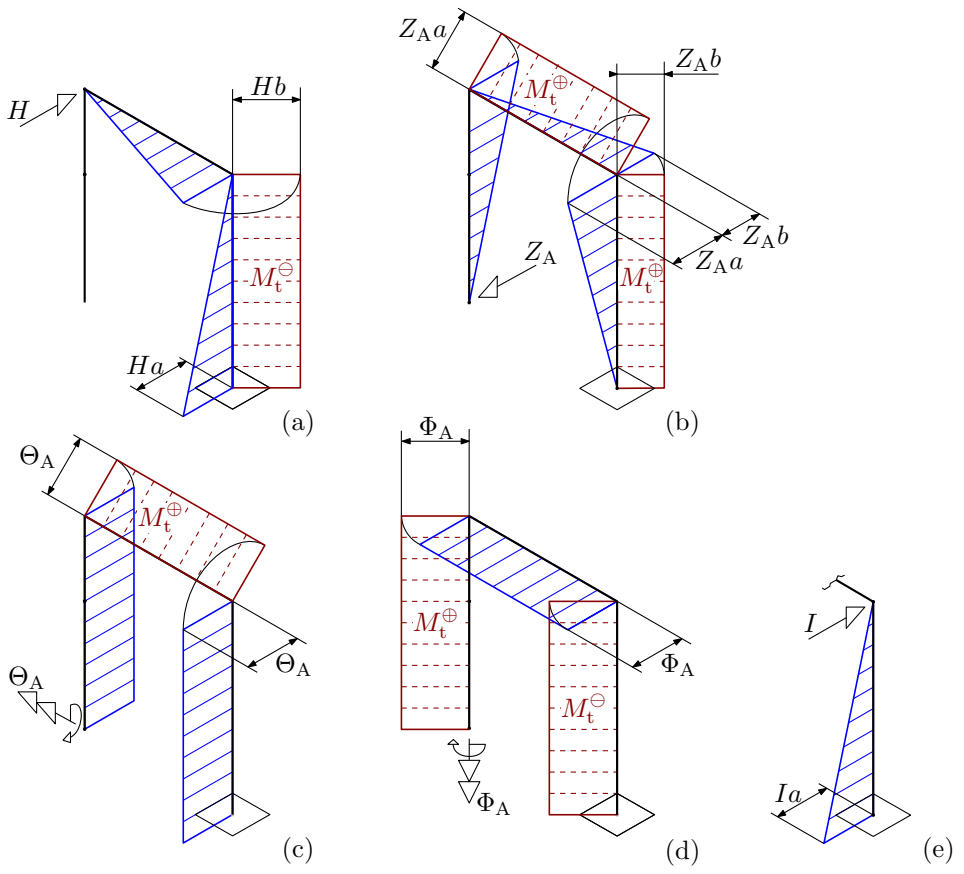 H
Hb
M_t^⊖
Ha
(a)
Z_A a
Z_A b
M_t^⊕
Z_A
Z_A b
Z_A a
M_t^⊕
(b)
Θ_A
M_t^⊕
Θ_A
Θ_A
(c)
Φ_A
M_t^⊕
Φ_A
M_t^⊖
Φ_A
(d)
I
Ia
(e)